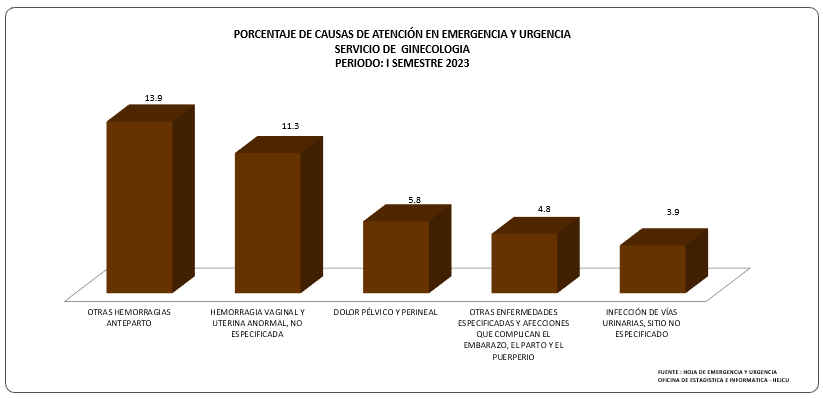 PORCENTAJE DE CAUSAS DE ATENCIÓN EN EMERGENCIA Y URGENCIA
SERVICIO DE GINECOLOGIA
PERIODO: I SEMESTRE 2023
13.9
11.3
5.8
4.8
3.9
OTRAS HEMORRAGIAS
ANTEPARTO
HEMORRAGIA VAGINAL Y
UTERINA ANORMAL, NO
ESPECIFICADA
DOLOR PÉLVICO Y PERINEAL
OTRAS ENFERMEDADES
ESPECIFICADAS Y AFECCIONES
QUE COMPLICAN EL
EMBARAZO, EL PARTO Y EL
PUERPERIO
INFECCIÓN DE VÍAS
URINARIAS, SITIO NO
ESPECIFICADO
FUENTE : HOJA DE EMERGENCIA Y URGENCIA
OFICINA DE ESTADISTICA E INFORMATICA - HEJCU